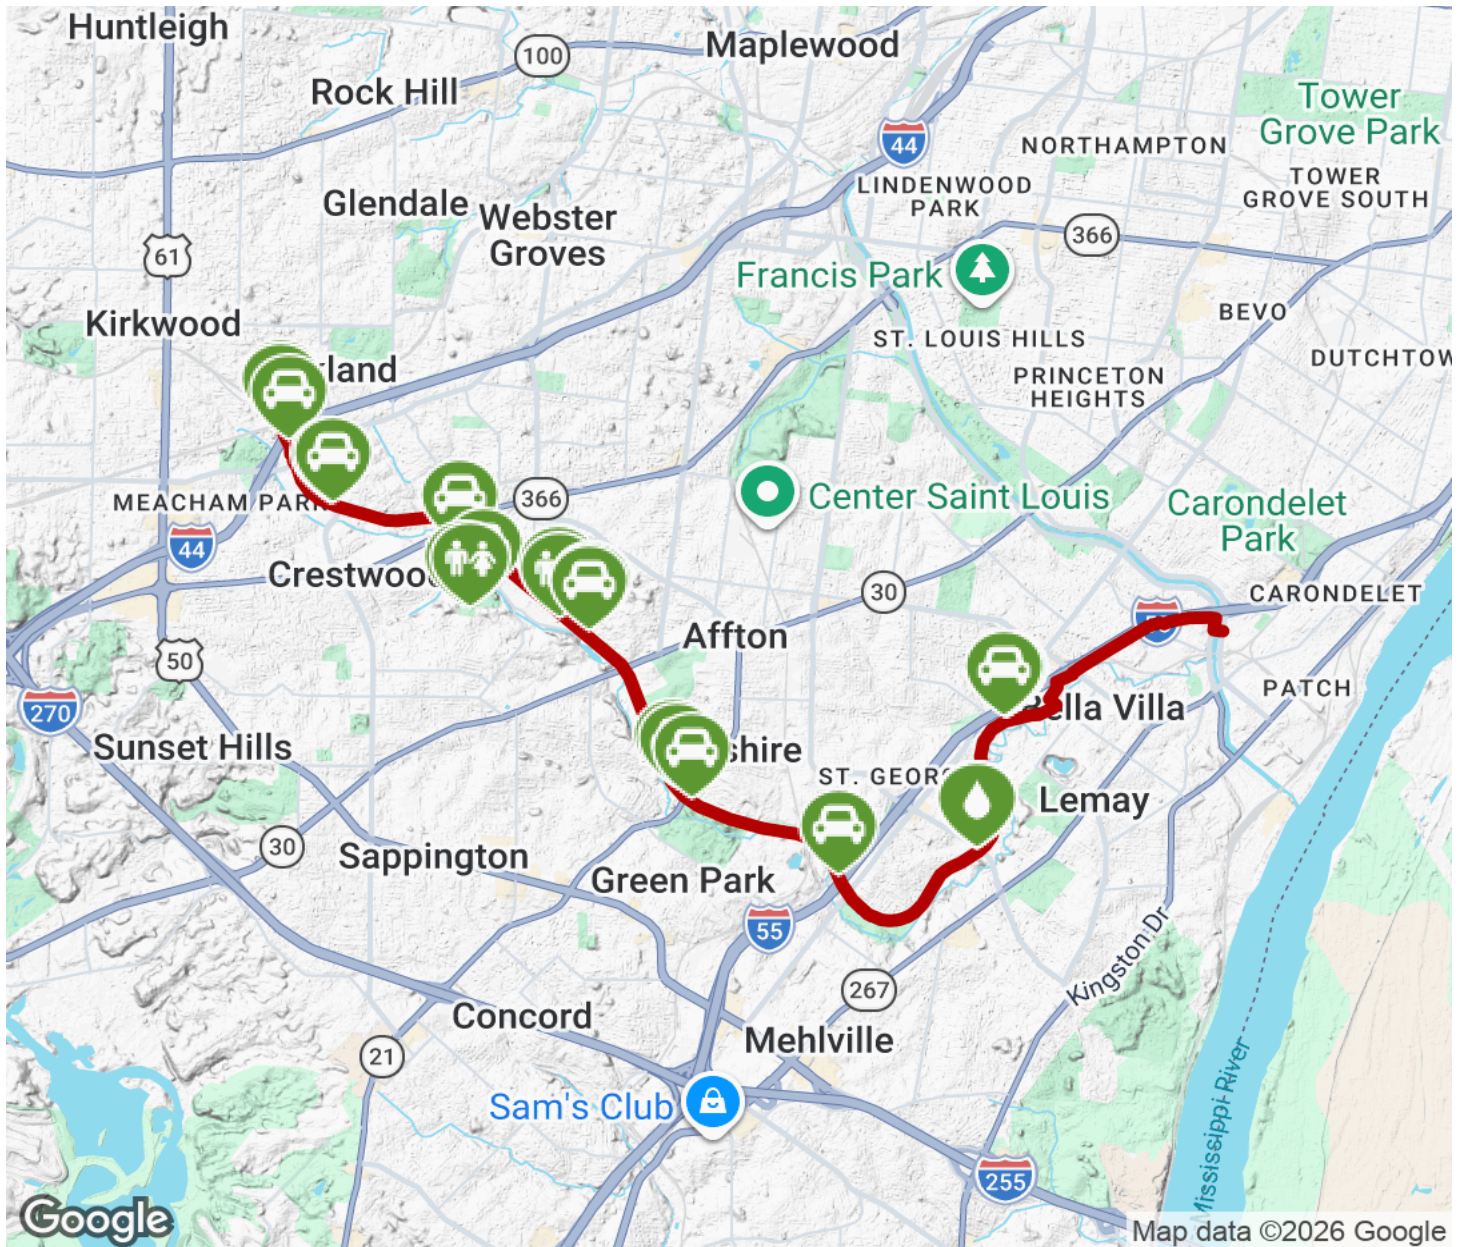 Huntleigh
100
Maplewood
Rock Hill
Tower
Grove Park
44
NORTHAMPTON
Glendale
Webster
Groves
LINDENWOOD
PARK
TOWER
GROVE SOUTH
61
366
Francis Park
Kirkwood
BEVO
ST. LOUIS HILLS
rland
DUTCHTOW
PRINCETON
HEIGHTS
MEACHAM PAR
366
Center Saint Louis
Carondelet
Park
44
Crestwoo
30
CARONDELET
50
Affton
270
PATCH
Bella Villa
Sunset Hills
shire
ST. GEOR
Lemay
30
Sappington
Green Park
55
Kingston Dr
267
Concord
Mehlville
21
Sam's Club
Mississippi River
255
Google
Map data ©2026 Google